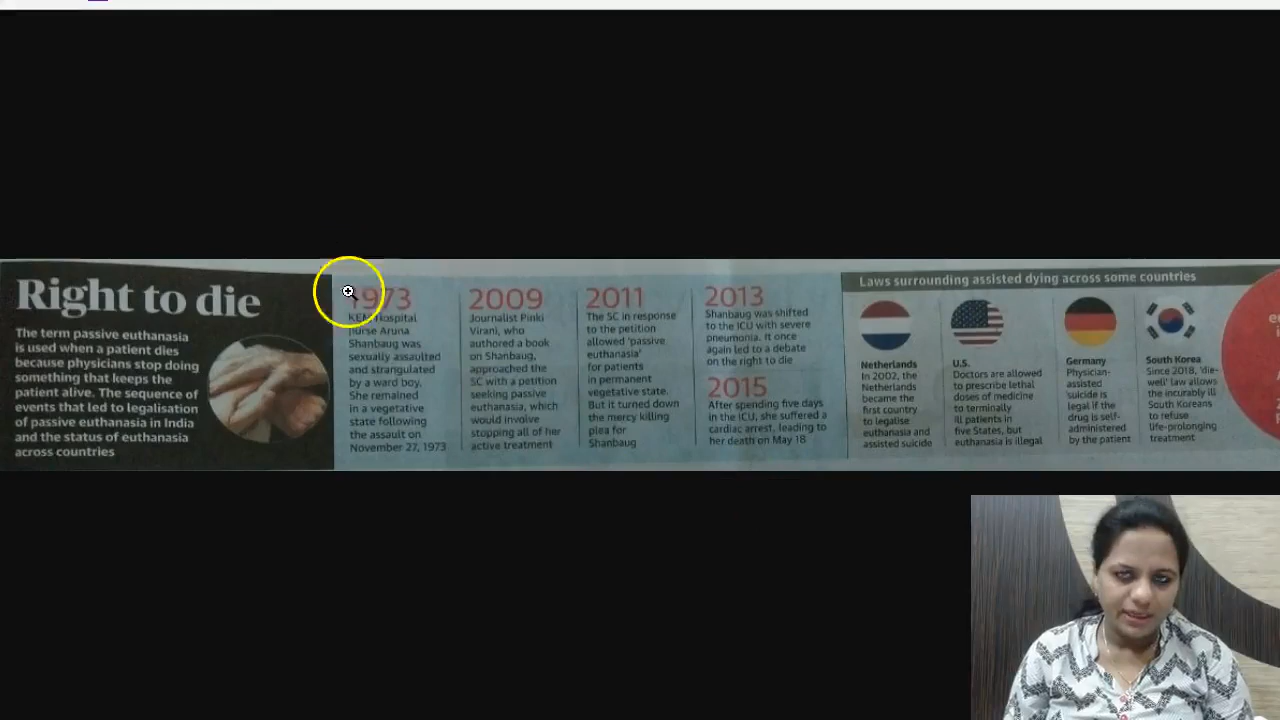 Right to die
The term passive euthanasia
is used when a patient dies
because physicians stop doing
something that keeps the
patient alive. The sequence of
events that led to legalisation
of passive euthanasia in India
and the status of euthanasia
across countries
1973
KEM Hospital
nurse Aruna
Shanbaug was
sexually assaulted
and strangulated
by a ward boy.
She remained
in a vegetative
state following
the assault on
November 27, 1973
2009
Journalist Pinki
Virani, who
authored a book
on Shanbaug,
approached the
SC with a petition
seeking passive
euthanasia, which
would involve
stopping all of her
active treatment
2011
The SC in response
to the petition
allowed 'passive
euthanasia'
for patients
in permanent
vegetative state.
But it turned down
the mercy killing
plea for
Shanbaug
2013
Shanbaug was shifted
to the ICU with severe
pneumonia. It once
again led to a debate
on the right to die
2015
After spending five days
in the ICU, she suffered a
cardiac arrest, leading to
her death on May 18
Laws surrounding assisted dying across some countries
Netherlands
In 2002, the
Netherlands
became the
first country
to legalise
euthanasia and
assisted suicide
U.S.
Doctors are allowed
to prescribe lethal
doses of medicine
to terminally
ill patients in
five States, but
euthanasia is illegal
Germany
Physician-
assisted
suicide is
legal if the
drug is self-
administered
by the patient
South Korea
Since 2018, 'die-
well' law allows
the incurably ill
South Koreans
to refuse
life-prolonging
treatment